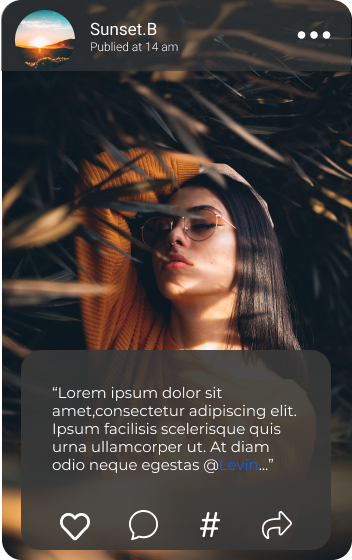 Sunset.B
Publied at 14 am
“Lorem ipsum dolor sit
amet,consectetur adipiscing elit.
Ipsum facilisis scelerisque quis
urna ullamcorper ut. At diam
odio neque egestas @Levin...”
#